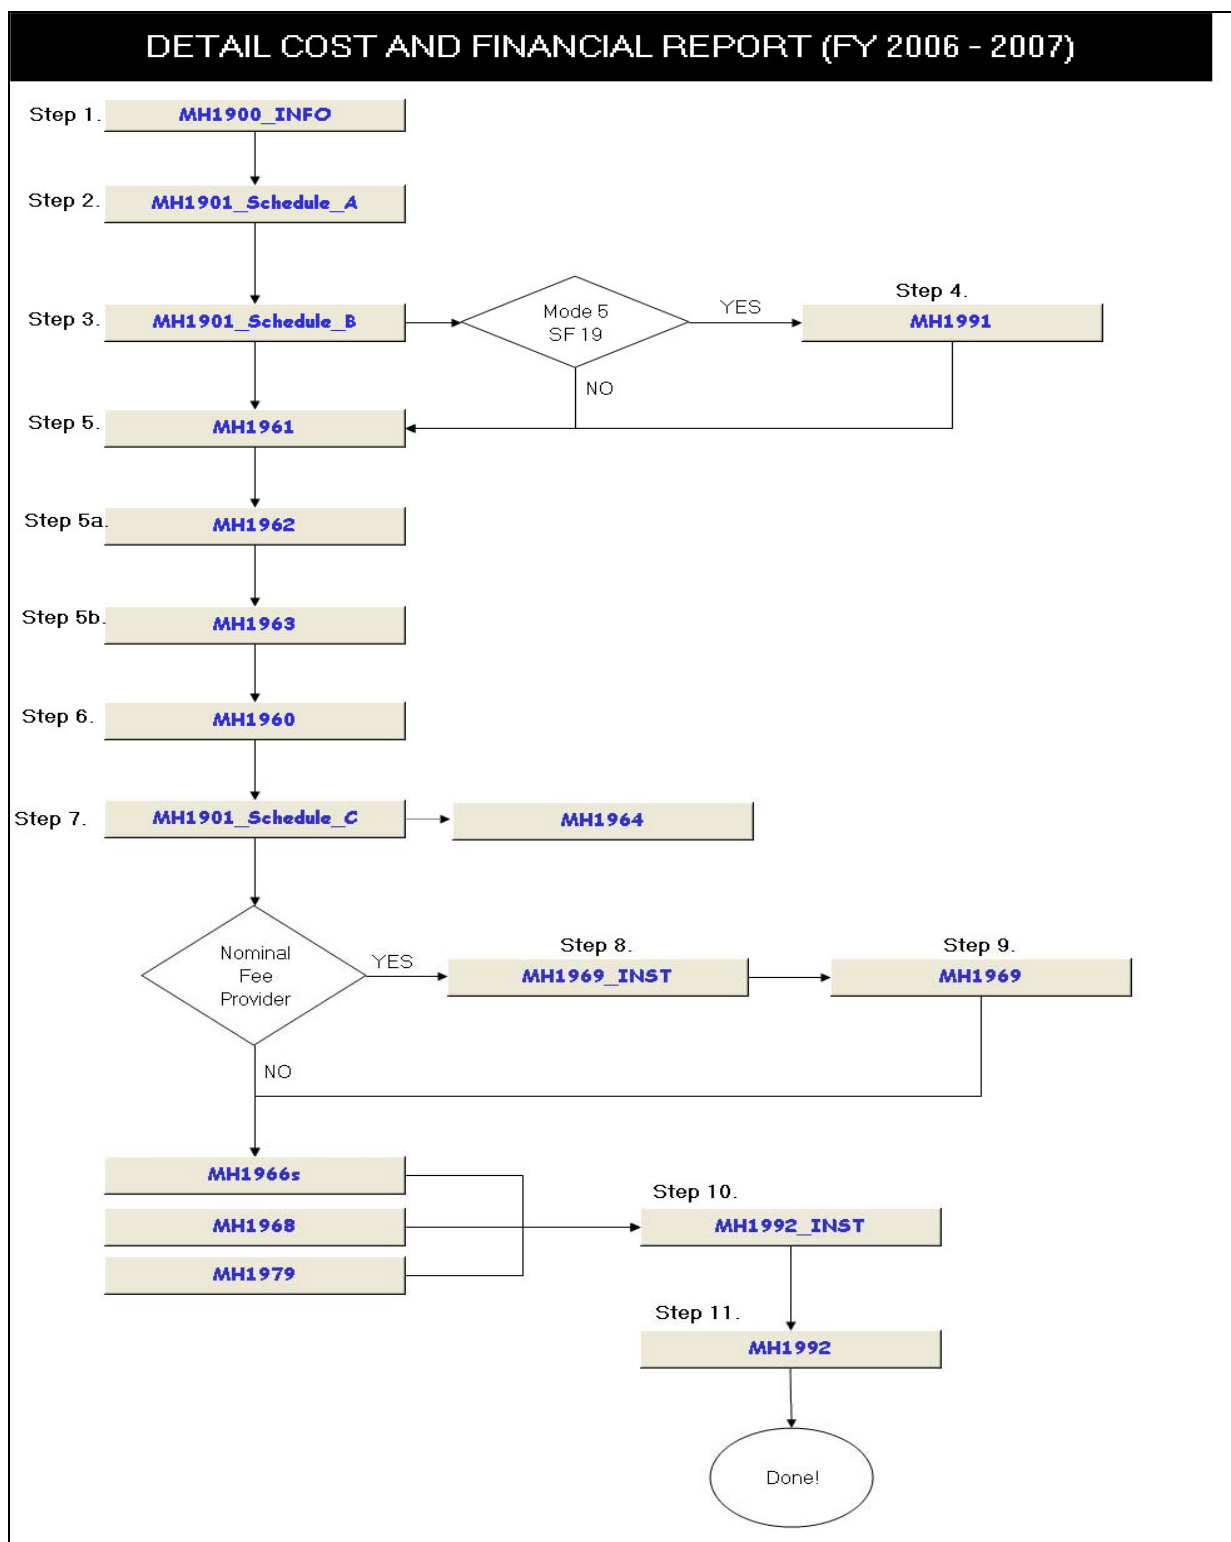 DETAIL COST AND FINANCIAL REPORT (FY 2006 - 2007)
Step 1.
MH1900_INFO
Step 2.
MH1901_Schedule_A
Step 3.
MH1901_Schedule_B
Mode 5
SF 19
YES
Step 4.
MH1991
NO
Step 5.
MH1961
Step 5a.
MH1962
Step 5b.
MH1963
Step 6.
MH1960
Step 7.
MH1901_Schedule_C
MH1964
Nominal
Fee
Provider
YES
Step 8.
MH1969_INST
Step 9.
MH1969
NO
MH1966s
MH1968
MH1979
Step 10.
MH1992_INST
Step 11.
MH1992
Done!